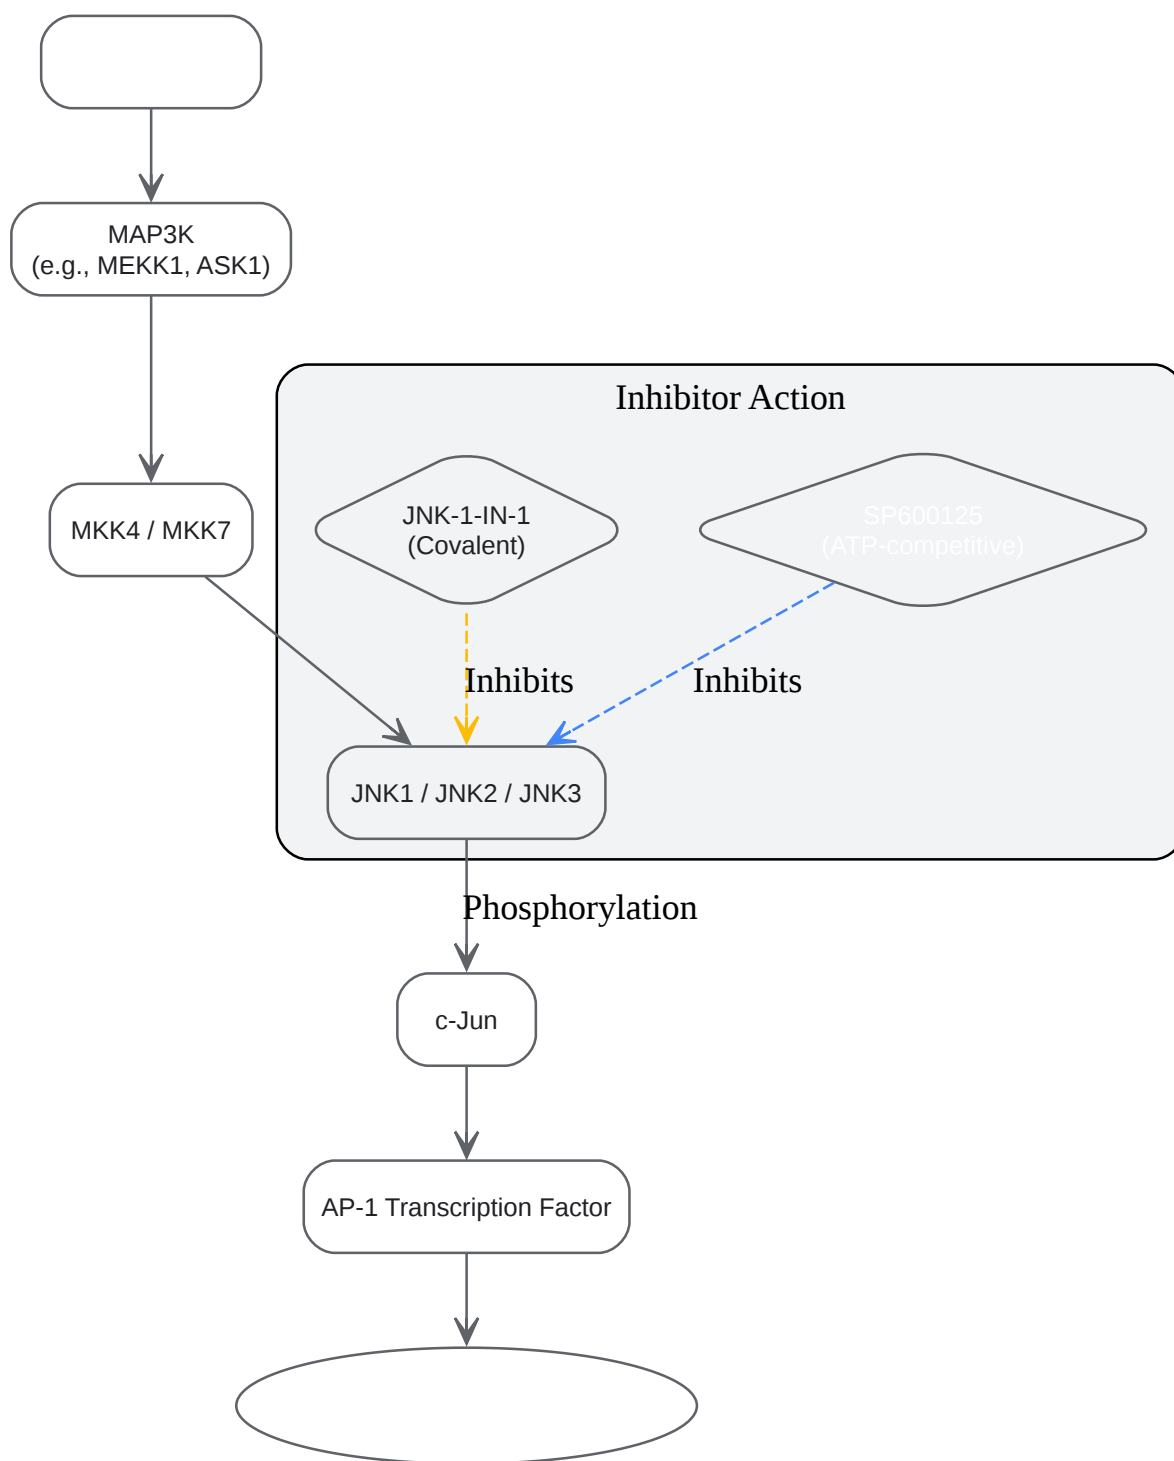 MAP3K
(e.g., MEKK1, ASK1)
Inhibitor Action
MKK4 / MKK7
JNK-1-IN-1
(Covalent)
SP600125
(ATP-competitive)
Inhibits
Inhibits
JNK1 / JNK2 / JNK3
Phosphorylation
c-Jun
AP-1 Transcription Factor